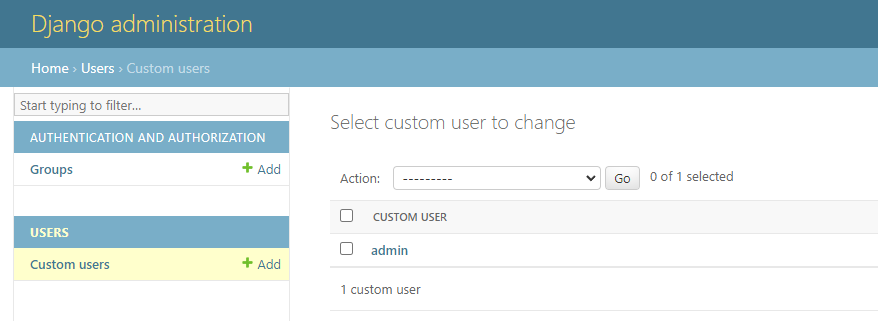 Django administration
Home › Users › Custom users
Start typing to filter...
AUTHENTICATION AND AUTHORIZATION
Groups + Add
USERS
Custom users + Add
Select custom user to change
Action: --------- Go 0 of 1 selected
CUSTOM USER
admin
1 custom user